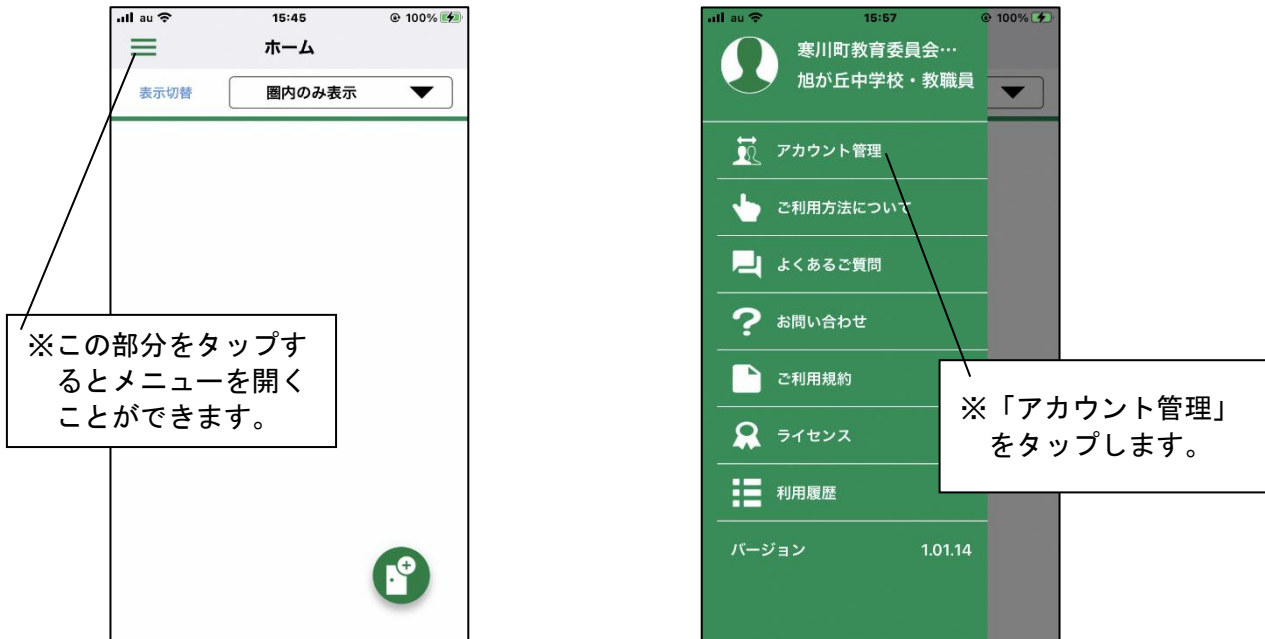 au 15:45 100%
ホーム
表示切替 圏内のみ表示
※この部分をタップす
るとメニューを開く
ことができます。
au 15:57 100%
寒川町教育委員会…
旭が丘中学校・教職員
アカウント管理
ご利用方法について
よくあるご質問
お問い合わせ
ご利用規約
ライセンス
利用履歴
バージョン 1.01.14
※「アカウント管理」
をタップします。